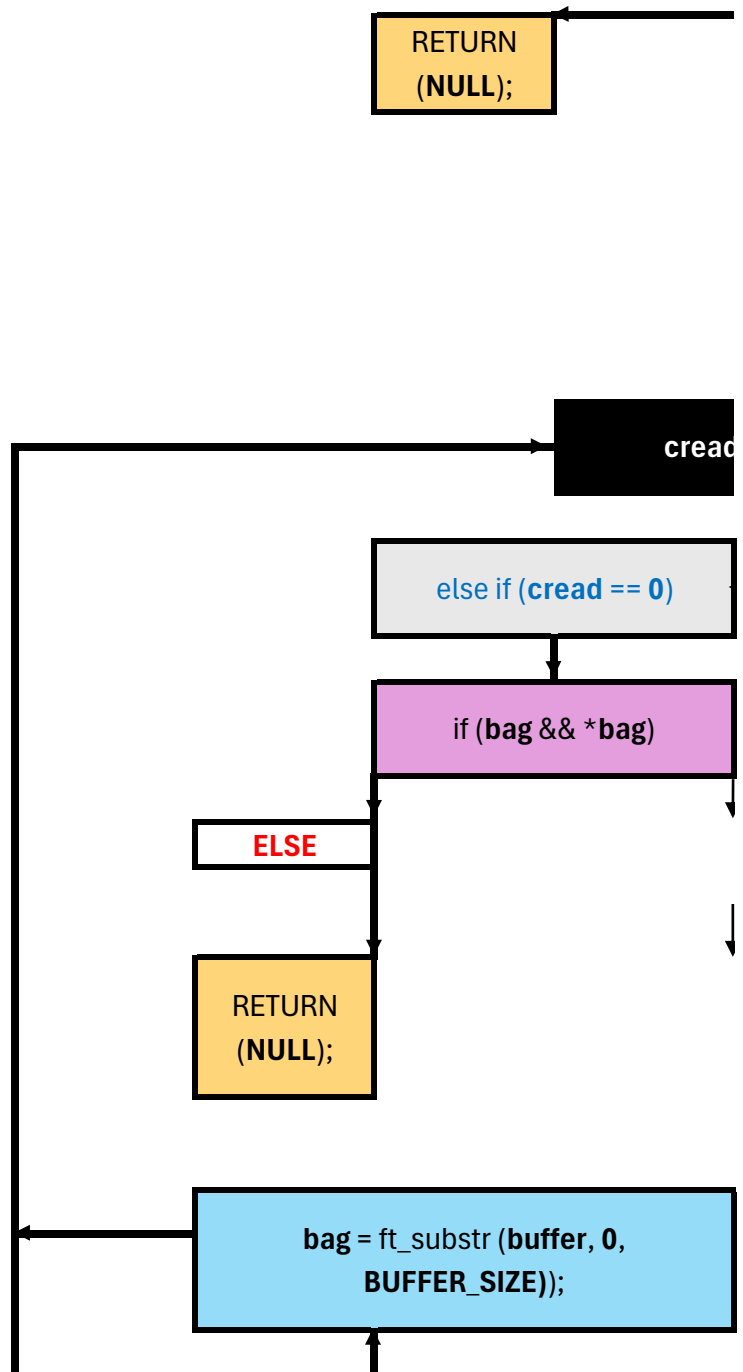 RETURN
(NULL);
cread
else if (cread == 0)
if (bag && *bag)
ELSE
RETURN
(NULL);
bag = ft_substr (buffer, 0,
BUFFER_SIZE));